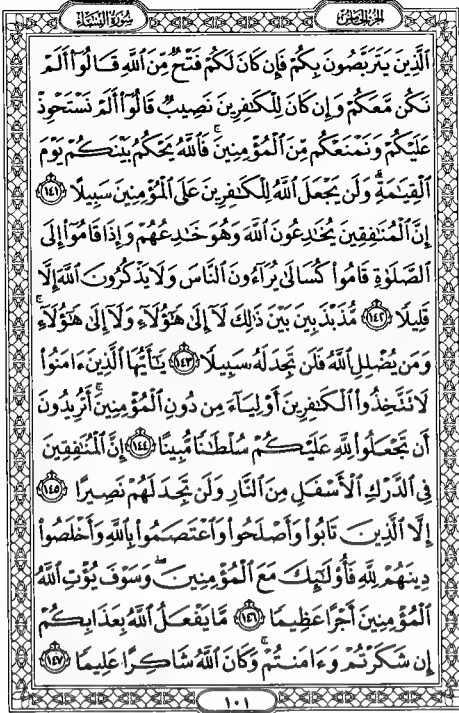 الجزء الخامس
سورة النساء
ٱلَّذِينَ يَتَرَبَّصُونَ بِكُمْ فَإِن كَانَ لَكُمْ فَتْحٌ مِّنَ ٱللَّهِ قَالُوٓا۟ أَلَمْ
نَكُن مَّعَكُمْ وَإِن كَانَ لِلْكَٰفِرِينَ نَصِيبٌ قَالُوٓا۟ أَلَمْ نَسْتَحْوِذْ
عَلَيْكُمْ وَنَمْنَعْكُم مِّنَ ٱلْمُؤْمِنِينَ ۚ فَٱللَّهُ يَحْكُمُ بَيْنَكُمْ يَوْمَ
ٱلْقِيَٰمَةِ ۗ وَلَن يَجْعَلَ ٱللَّهُ لِلْكَٰفِرِينَ عَلَى ٱلْمُؤْمِنِينَ سَبِيلًا ١٤١
إِنَّ ٱلْمُنَٰفِقِينَ يُخَٰدِعُونَ ٱللَّهَ وَهُوَ خَٰدِعُهُمْ وَإِذَا قَامُوٓا۟ إِلَى
ٱلصَّلَوٰةِ قَامُوا۟ كُسَالَىٰ يُرَآءُونَ ٱلنَّاسَ وَلَا يَذْكُرُونَ ٱللَّهَ إِلَّا
قَلِيلًا ١٤٢ مُّذَبْذَبِينَ بَيْنَ ذَٰلِكَ لَآ إِلَىٰ هَٰٓؤُلَآءِ وَلَآ إِلَىٰ هَٰٓؤُلَآءِ ۚ
وَمَن يُضْلِلِ ٱللَّهُ فَلَن تَجِدَ لَهُۥ سَبِيلًا ١٤٣ يَٰٓأَيُّهَا ٱلَّذِينَ ءَامَنُوا۟
لَا تَتَّخِذُوا۟ ٱلْكَٰفِرِينَ أَوْلِيَآءَ مِن دُونِ ٱلْمُؤْمِنِينَ ۚ أَتُرِيدُونَ
أَن تَجْعَلُوا۟ لِلَّهِ عَلَيْكُمْ سُلْطَٰنًا مُّبِينًا ١٤٤ إِنَّ ٱلْمُنَٰفِقِينَ
فِى ٱلدَّرْكِ ٱلْأَسْفَلِ مِنَ ٱلنَّارِ وَلَن تَجِدَ لَهُمْ نَصِيرًا ١٤٥
إِلَّا ٱلَّذِينَ تَابُوا۟ وَأَصْلَحُوا۟ وَٱعْتَصَمُوا۟ بِٱللَّهِ وَأَخْلَصُوا۟
دِينَهُمْ لِلَّهِ فَأُو۟لَٰٓئِكَ مَعَ ٱلْمُؤْمِنِينَ ۖ وَسَوْفَ يُؤْتِ ٱللَّهُ
ٱلْمُؤْمِنِينَ أَجْرًا عَظِيمًا ١٤٦ مَّا يَفْعَلُ ٱللَّهُ بِعَذَابِكُمْ
إِن شَكَرْتُمْ وَءَامَنتُمْ ۚ وَكَانَ ٱللَّهُ شَاكِرًا عَلِيمًا ١٤٧
١٠١